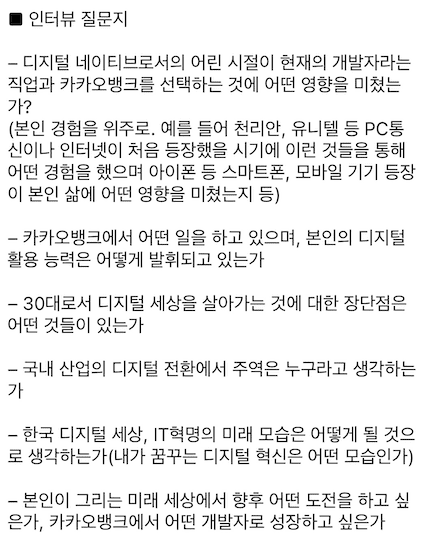 ■ 인터뷰 질문지
– 디지털 네이티브로서의 어린 시절이 현재의 개발자라는
직업과 카카오뱅크를 선택하는 것에 어떤 영향을 미쳤는
가?
(본인 경험을 위주로. 예를 들어 천리안, 유니텔 등 PC통
신이나 인터넷이 처음 등장했을 시기에 이런 것들을 통해
어떤 경험을 했으며 아이폰 등 스마트폰, 모바일 기기 등장
이 본인 삶에 어떤 영향을 미쳤는지 등)
– 카카오뱅크에서 어떤 일을 하고 있으며, 본인의 디지털
활용 능력은 어떻게 발휘되고 있는가
– 30대로서 디지털 세상을 살아가는 것에 대한 장단점은
어떤 것들이 있는가
– 국내 산업의 디지털 전환에서 주역은 누구라고 생각하는
가
– 한국 디지털 세상, IT혁명의 미래 모습은 어떻게 될 것으
로 생각하는가(내가 꿈꾸는 디지털 혁신은 어떤 모습인가)
– 본인이 그리는 미래 세상에서 향후 어떤 도전을 하고 싶
은가, 카카오뱅크에서 어떤 개발자로 성장하고 싶은가